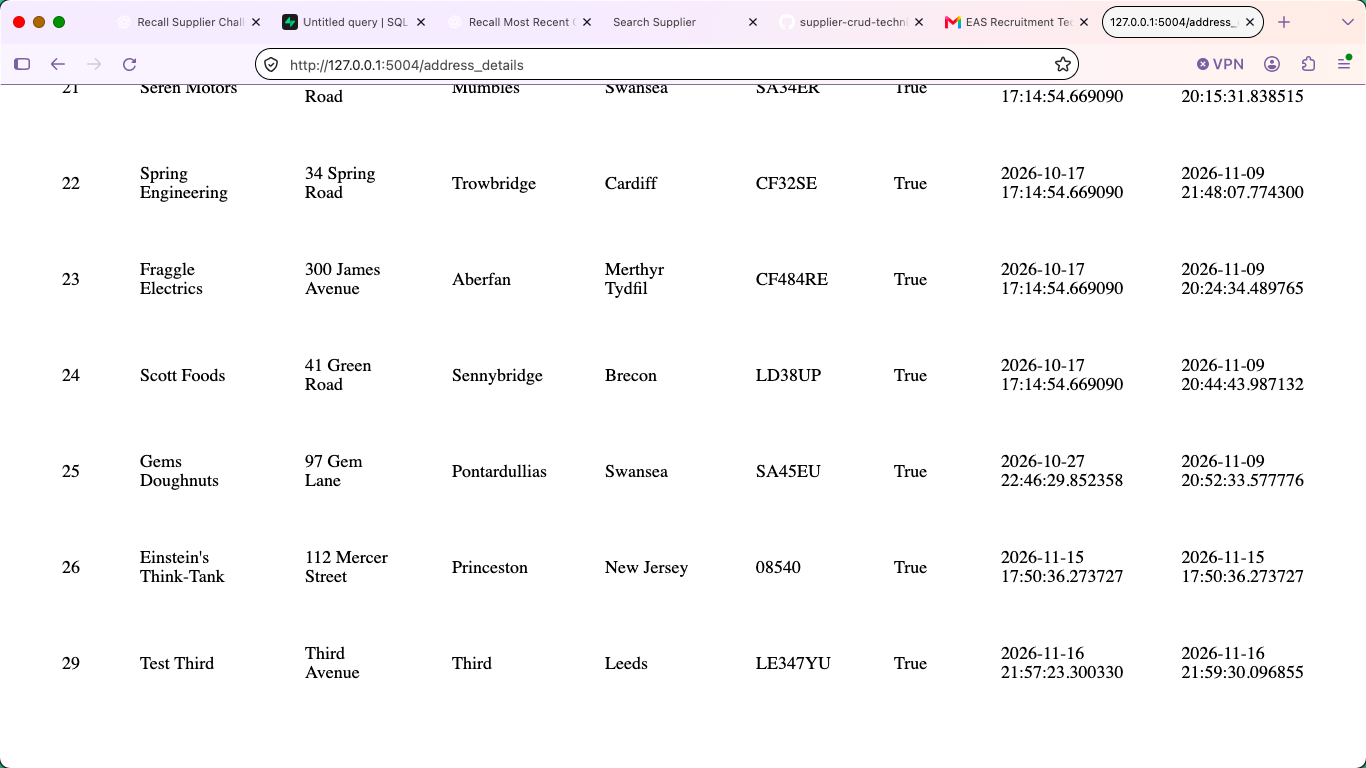 Recall Supplier Chall
Untitled query | SQL
Recall Most Recent
Search Supplier
supplier-crud-techni
EAS Recruitment Tec
127.0.0.1:5004/address_
http://127.0.0.1:5004/address_details
VPN
21 Seren Motors Road Mumbles Swansea SA34ER True 17:14:54.669090 20:15:31.838515
22 Spring 34 Spring Trowbridge Cardiff CF32SE True 2026-10-17 2026-11-09
Engineering Road 17:14:54.669090 21:48:07.774300
23 Fraggle 300 James Aberfan Merthyr CF484RE True 2026-10-17 2026-11-09
Electrics Avenue Tydfil 17:14:54.669090 20:24:34.489765
24 Scott Foods 41 Green Sennybridge Brecon LD38UP True 2026-10-17 2026-11-09
Road 17:14:54.669090 20:44:43.987132
25 Gems 97 Gem Pontardullias Swansea SA45EU True 2026-10-27 2026-11-09
Doughnuts Lane 22:46:29.852358 20:52:33.577776
26 Einstein's 112 Mercer Princeston New Jersey 08540 True 2026-11-15 2026-11-15
Think-Tank Street 17:50:36.273727 17:50:36.273727
29 Test Third Third Third Leeds LE347YU True 2026-11-16 2026-11-16
Avenue 21:57:23.300330 21:59:30.096855